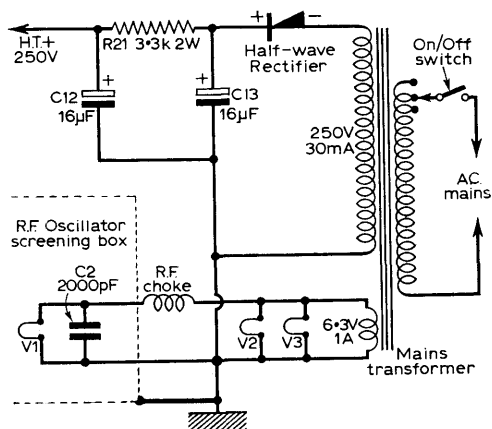 H.T.+
250V
R21 3·3k 2W
+ −
Half-wave
Rectifier
On/Off
switch
+
C12
16µF
+
C13
16µF
250V
30mA
A.C.
mains
R.F. Oscillator
screening box
C2
2000pF
R.F.
choke
V1
V2
V3
6·3V
1A
Mains
transformer